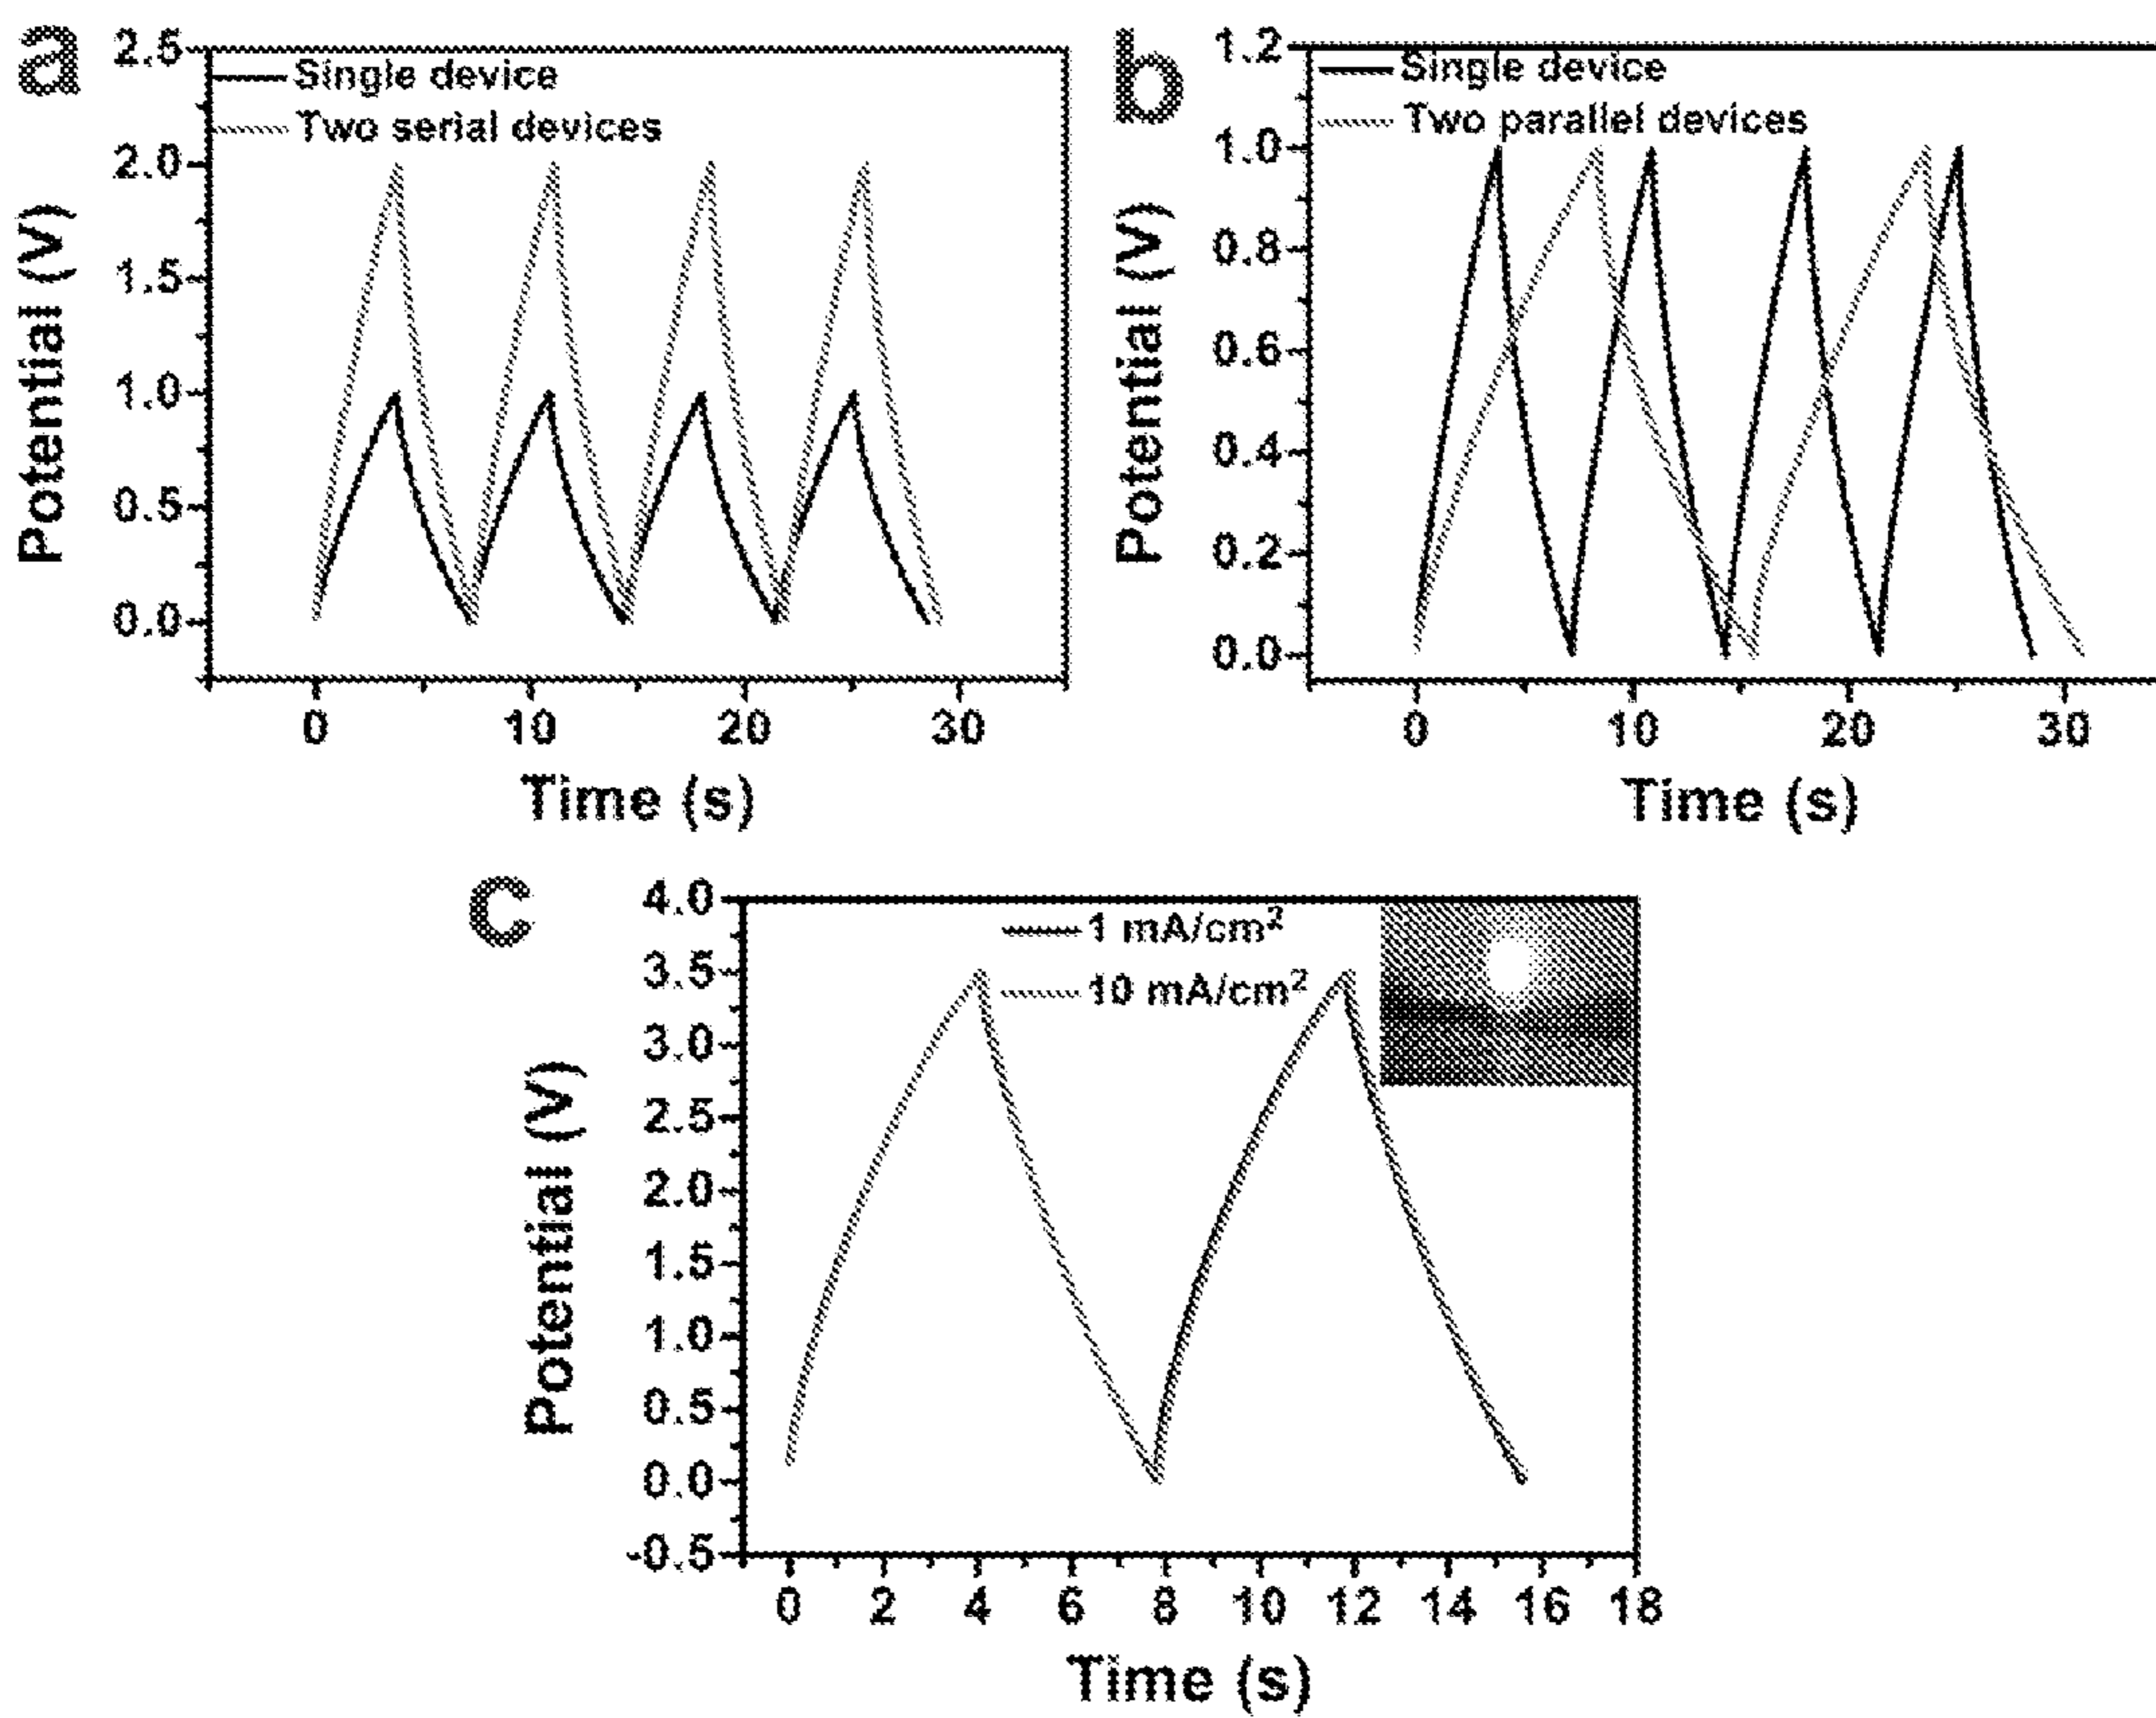 a
2.5
2.0
1.5
1.0
0.5
0.0
Potential (V)
Single device
Two serial devices
0 10 20 30
Time (s)
b
1.2
1.0
0.8
0.6
0.4
0.2
0.0
Potential (V)
Single device
Two parallel devices
0 10 20 30
Time (s)
c
4.0
3.5
3.0
2.5
2.0
1.5
1.0
0.5
0.0
-0.5
Potential (V)
1 mA/cm²
10 mA/cm²
0 2 4 6 8 10 12 14 16 18
Time (s)